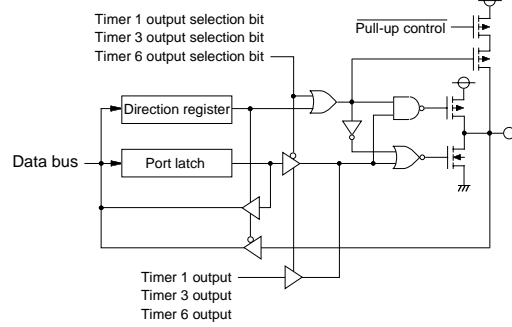 Timer 1 output selection bit
Timer 3 output selection bit
Timer 6 output selection bit
Pull-up control
Direction register
Data bus
Port latch
Timer 1 output
Timer 3 output
Timer 6 output